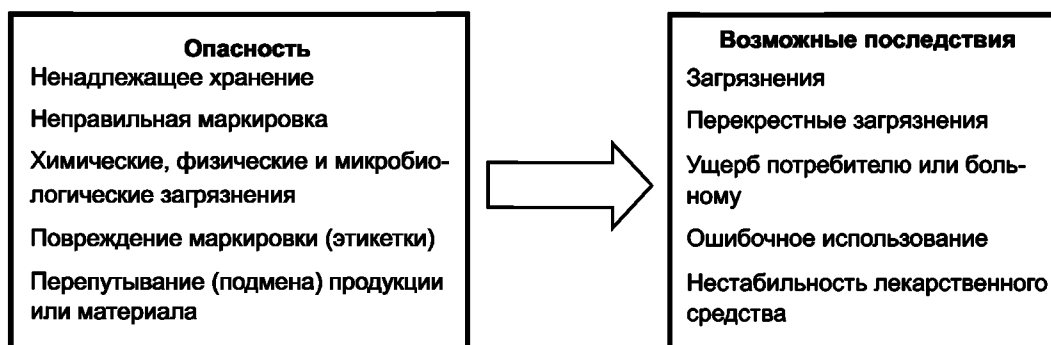 Опасность
Ненадлежащее хранение
Неправильная маркировка
Химические, физические и микробио-
логические загрязнения
Повреждение маркировки (этикетки)
Перепутывание (подмена) продукции
или материала
Возможные последствия
Загрязнения
Перекрестные загрязнения
Ущерб потребителю или боль-
ному
Ошибочное использование
Нестабильность лекарственного
средства